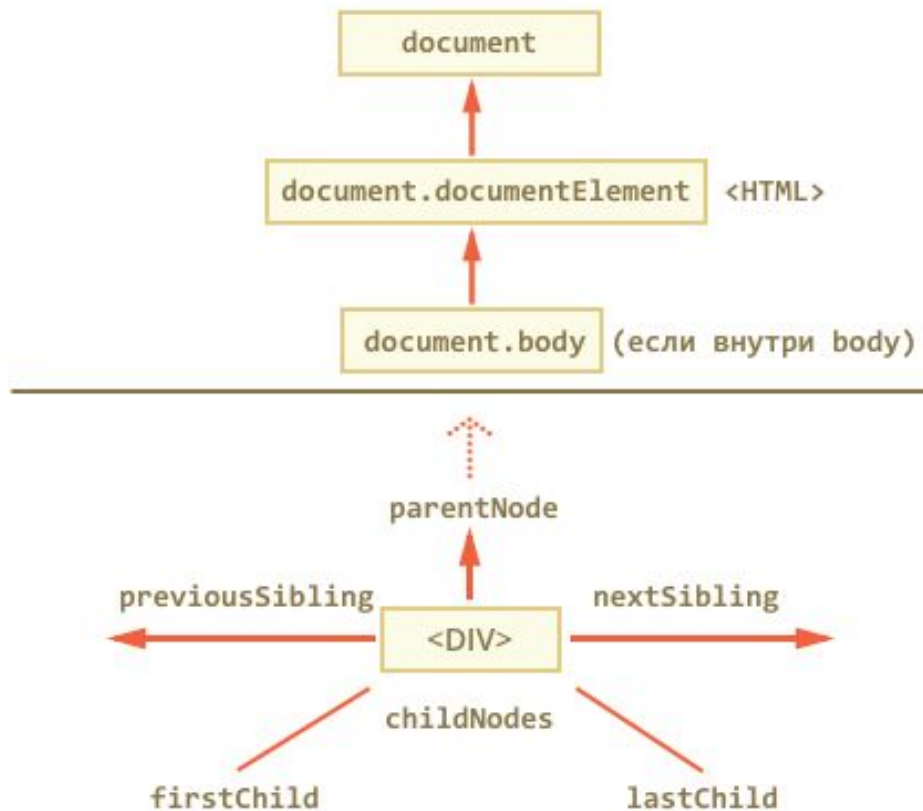 document
document.documentElement <HTML>
document.body (если внутри body)
parentNode
previousSibling nextSibling
<DIV>
childNodes
firstChild lastChild